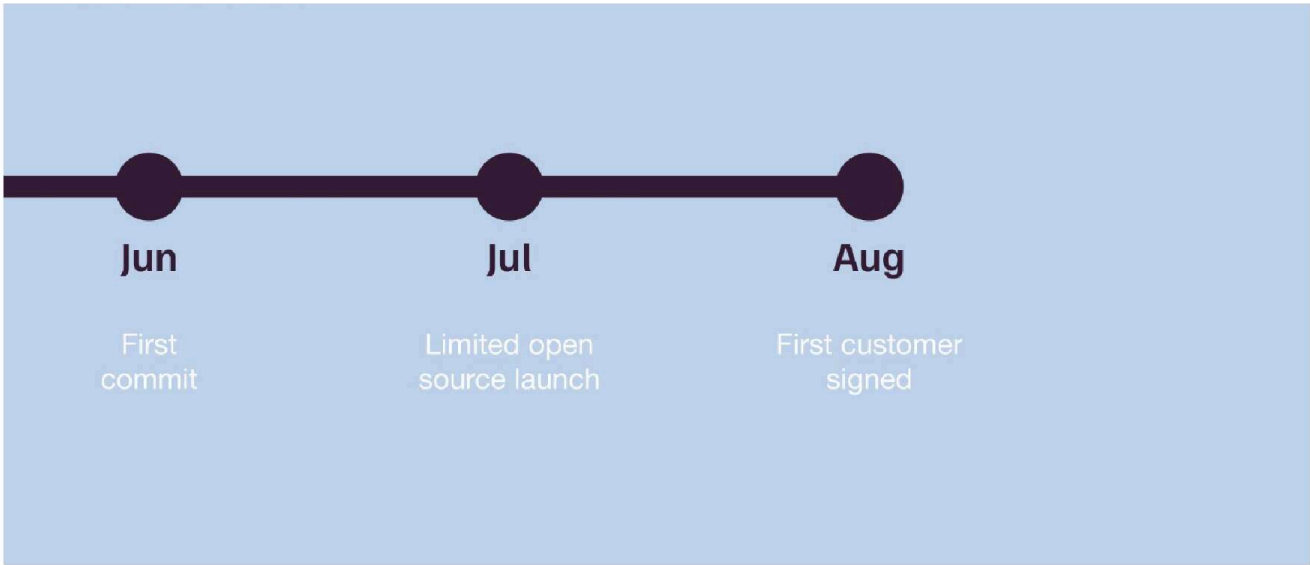 Jun
Jul
Aug
First
commit
Limited open
source launch
First customer
signed